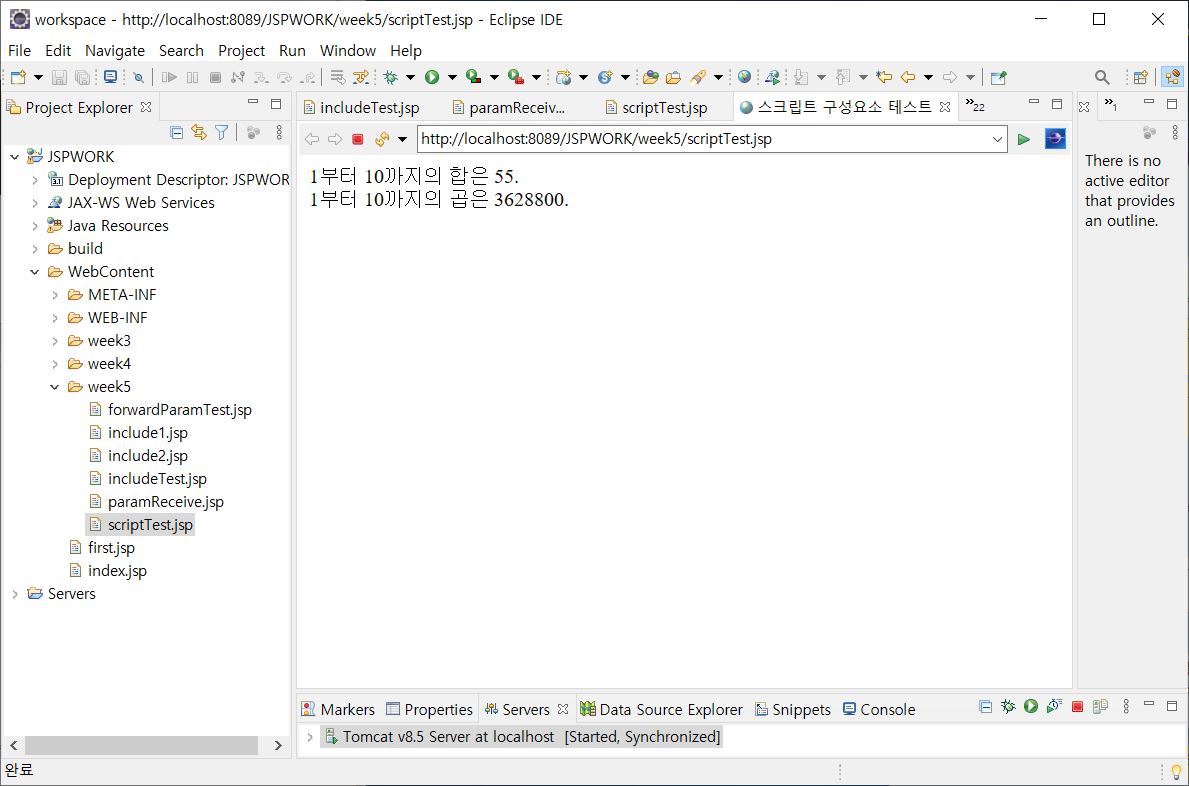 workspace - http://localhost:8089/JSPWORK/week5/scriptTest.jsp - Eclipse IDE
File Edit Navigate Search Project Run Window Help
Project Explorer
JSPWORK
Deployment Descriptor: JSPWOR
JAX-WS Web Services
Java Resources
build
WebContent
META-INF
WEB-INF
week3
week4
week5
forwardParamTest.jsp
include1.jsp
include2.jsp
includeTest.jsp
paramReceive.jsp
scriptTest.jsp
first.jsp
index.jsp
Servers
includeTest.jsp paramReceiv... scriptTest.jsp 스크립트 구성요소 테스트 »22
http://localhost:8089/JSPWORK/week5/scriptTest.jsp
1부터 10까지의 합은 55.
1부터 10까지의 곱은 3628800.
»1
There is no
active editor
that provides
an outline.
Markers Properties Servers Data Source Explorer Snippets Console
Tomcat v8.5 Server at localhost [Started, Synchronized]
완료